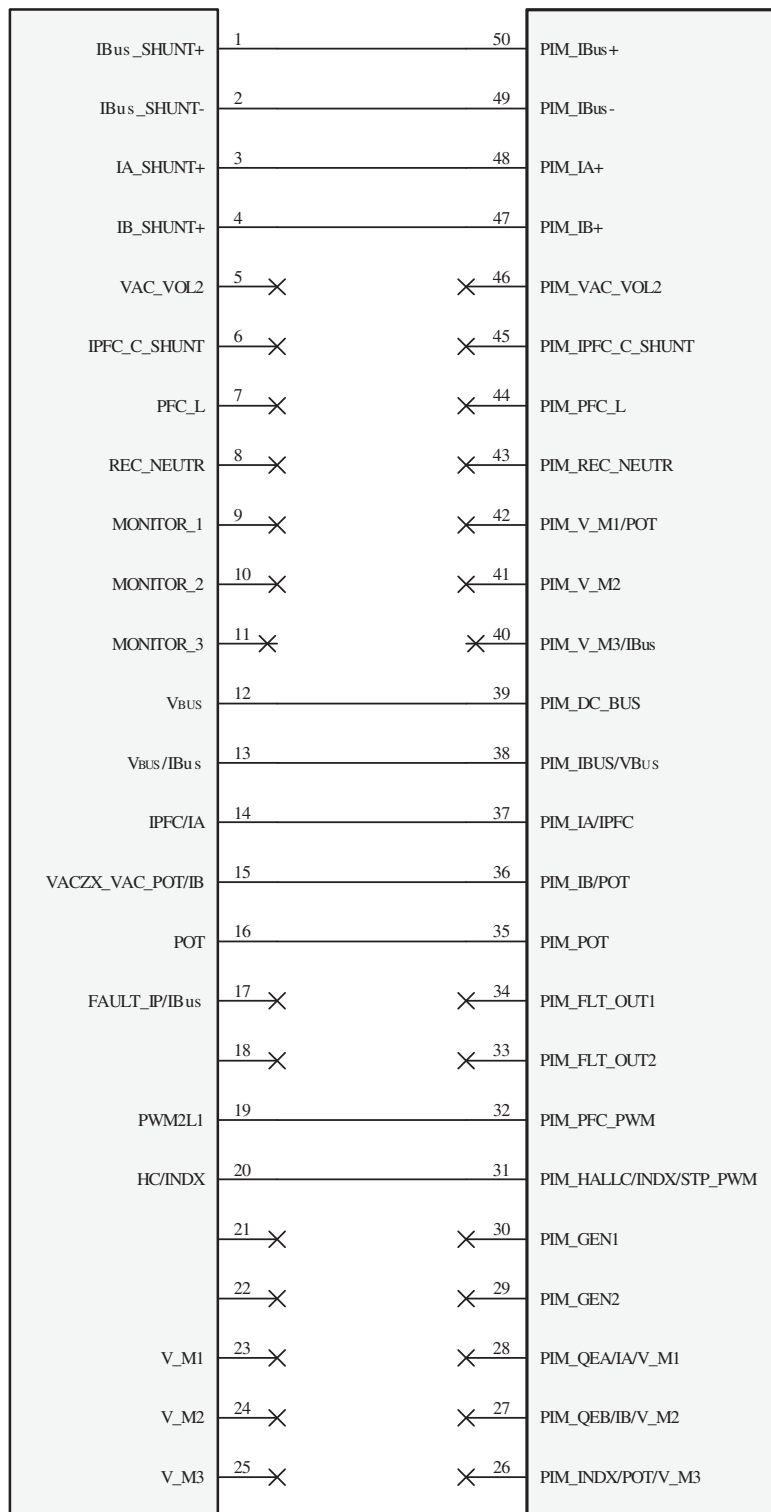 IBus_SHUNT+ 1 50 PIM_IBus+
IBus_SHUNT- 2 49 PIM_IBus-
IA_SHUNT+ 3 48 PIM_IA+
IB_SHUNT+ 4 47 PIM_IB+
VAC_VOL2 5 46 PIM_VAC_VOL2
IPFC_C_SHUNT 6 45 PIM_IPFC_C_SHUNT
PFC_L 7 44 PIM_PFC_L
REC_NEUTR 8 43 PIM_REC_NEUTR
MONITOR_1 9 42 PIM_V_M1/POT
MONITOR_2 10 41 PIM_V_M2
MONITOR_3 11 40 PIM_V_M3/IBus
VBUS 12 39 PIM_DC_BUS
VBUS/IBus 13 38 PIM_IBUS/VBUS
IPFC/IA 14 37 PIM_IA/IPFC
VACZX_VAC_POT/IB 15 36 PIM_IB/POT
POT 16 35 PIM_POT
FAULT_IP/IBus 17 34 PIM_FLT_OUT1
18 33 PIM_FLT_OUT2
PWM2L1 19 32 PIM_PFC_PWM
HC/INDX 20 31 PIM_HALLC/INDX/STP_PWM
21 30 PIM_GEN1
22 29 PIM_GEN2
V_M1 23 28 PIM_QEA/IA/V_M1
V_M2 24 27 PIM_QEB/IB/V_M2
V_M3 25 26 PIM_INDX/POT/V_M3